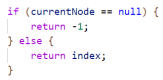 if (currentNode == null) {
    return -1;
} else {
    return index;
}